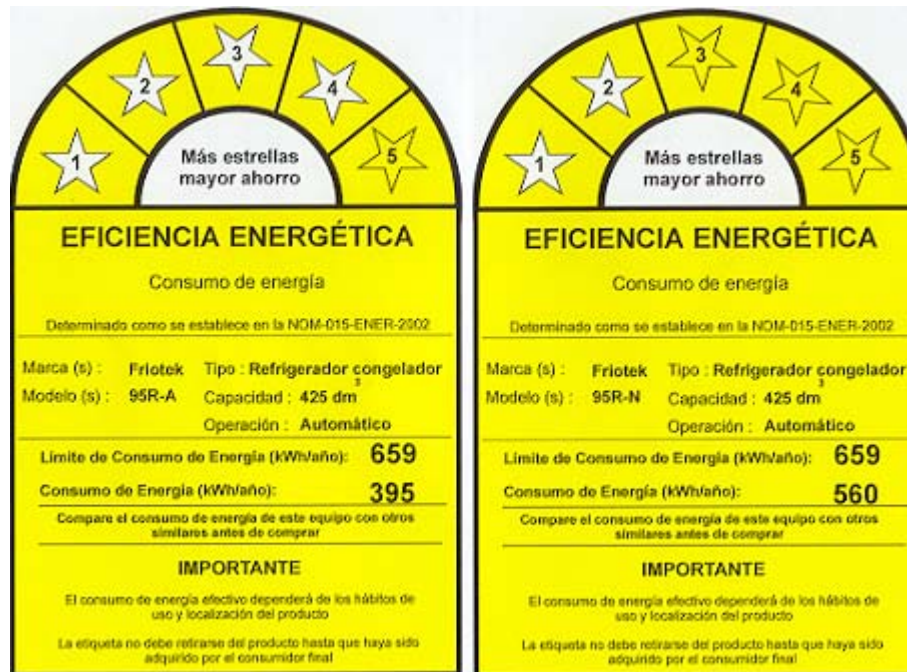 1
2
3
4
5
Más estrellas
mayor ahorro
EFICIENCIA ENERGÉTICA
Consumo de energía
Determinado como se establece en la NOM-015-ENER-2002
Marca (s) : Friotek Tipo : Refrigerador congelador
Modelo (s) : 95R-A Capacidad : 425 dm³
Operación : Automático
Límite de Consumo de Energía (kWh/año): 659
Consumo de Energía (kWh/año): 395
Compare el consumo de energía de este equipo con otros
similares antes de comprar
IMPORTANTE
El consumo de energía efectivo dependerá de los hábitos de
uso y localización del producto
La etiqueta no debe retirarse del producto hasta que haya sido
adquirido por el consumidor final
1
2
3
4
5
Más estrellas
mayor ahorro
EFICIENCIA ENERGÉTICA
Consumo de energía
Determinado como se establece en la NOM-015-ENER-2002
Marca (s) : Friotek Tipo : Refrigerador congelador
Modelo (s) : 95R-N Capacidad : 425 dm³
Operación : Automático
Límite de Consumo de Energía (kWh/año): 659
Consumo de Energía (kWh/año): 560
Compare el consumo de energía de este equipo con otros
similares antes de comprar
IMPORTANTE
El consumo de energía efectivo dependerá de los hábitos de
uso y localización del producto
La etiqueta no debe retirarse del producto hasta que haya sido
adquirido por el consumidor final